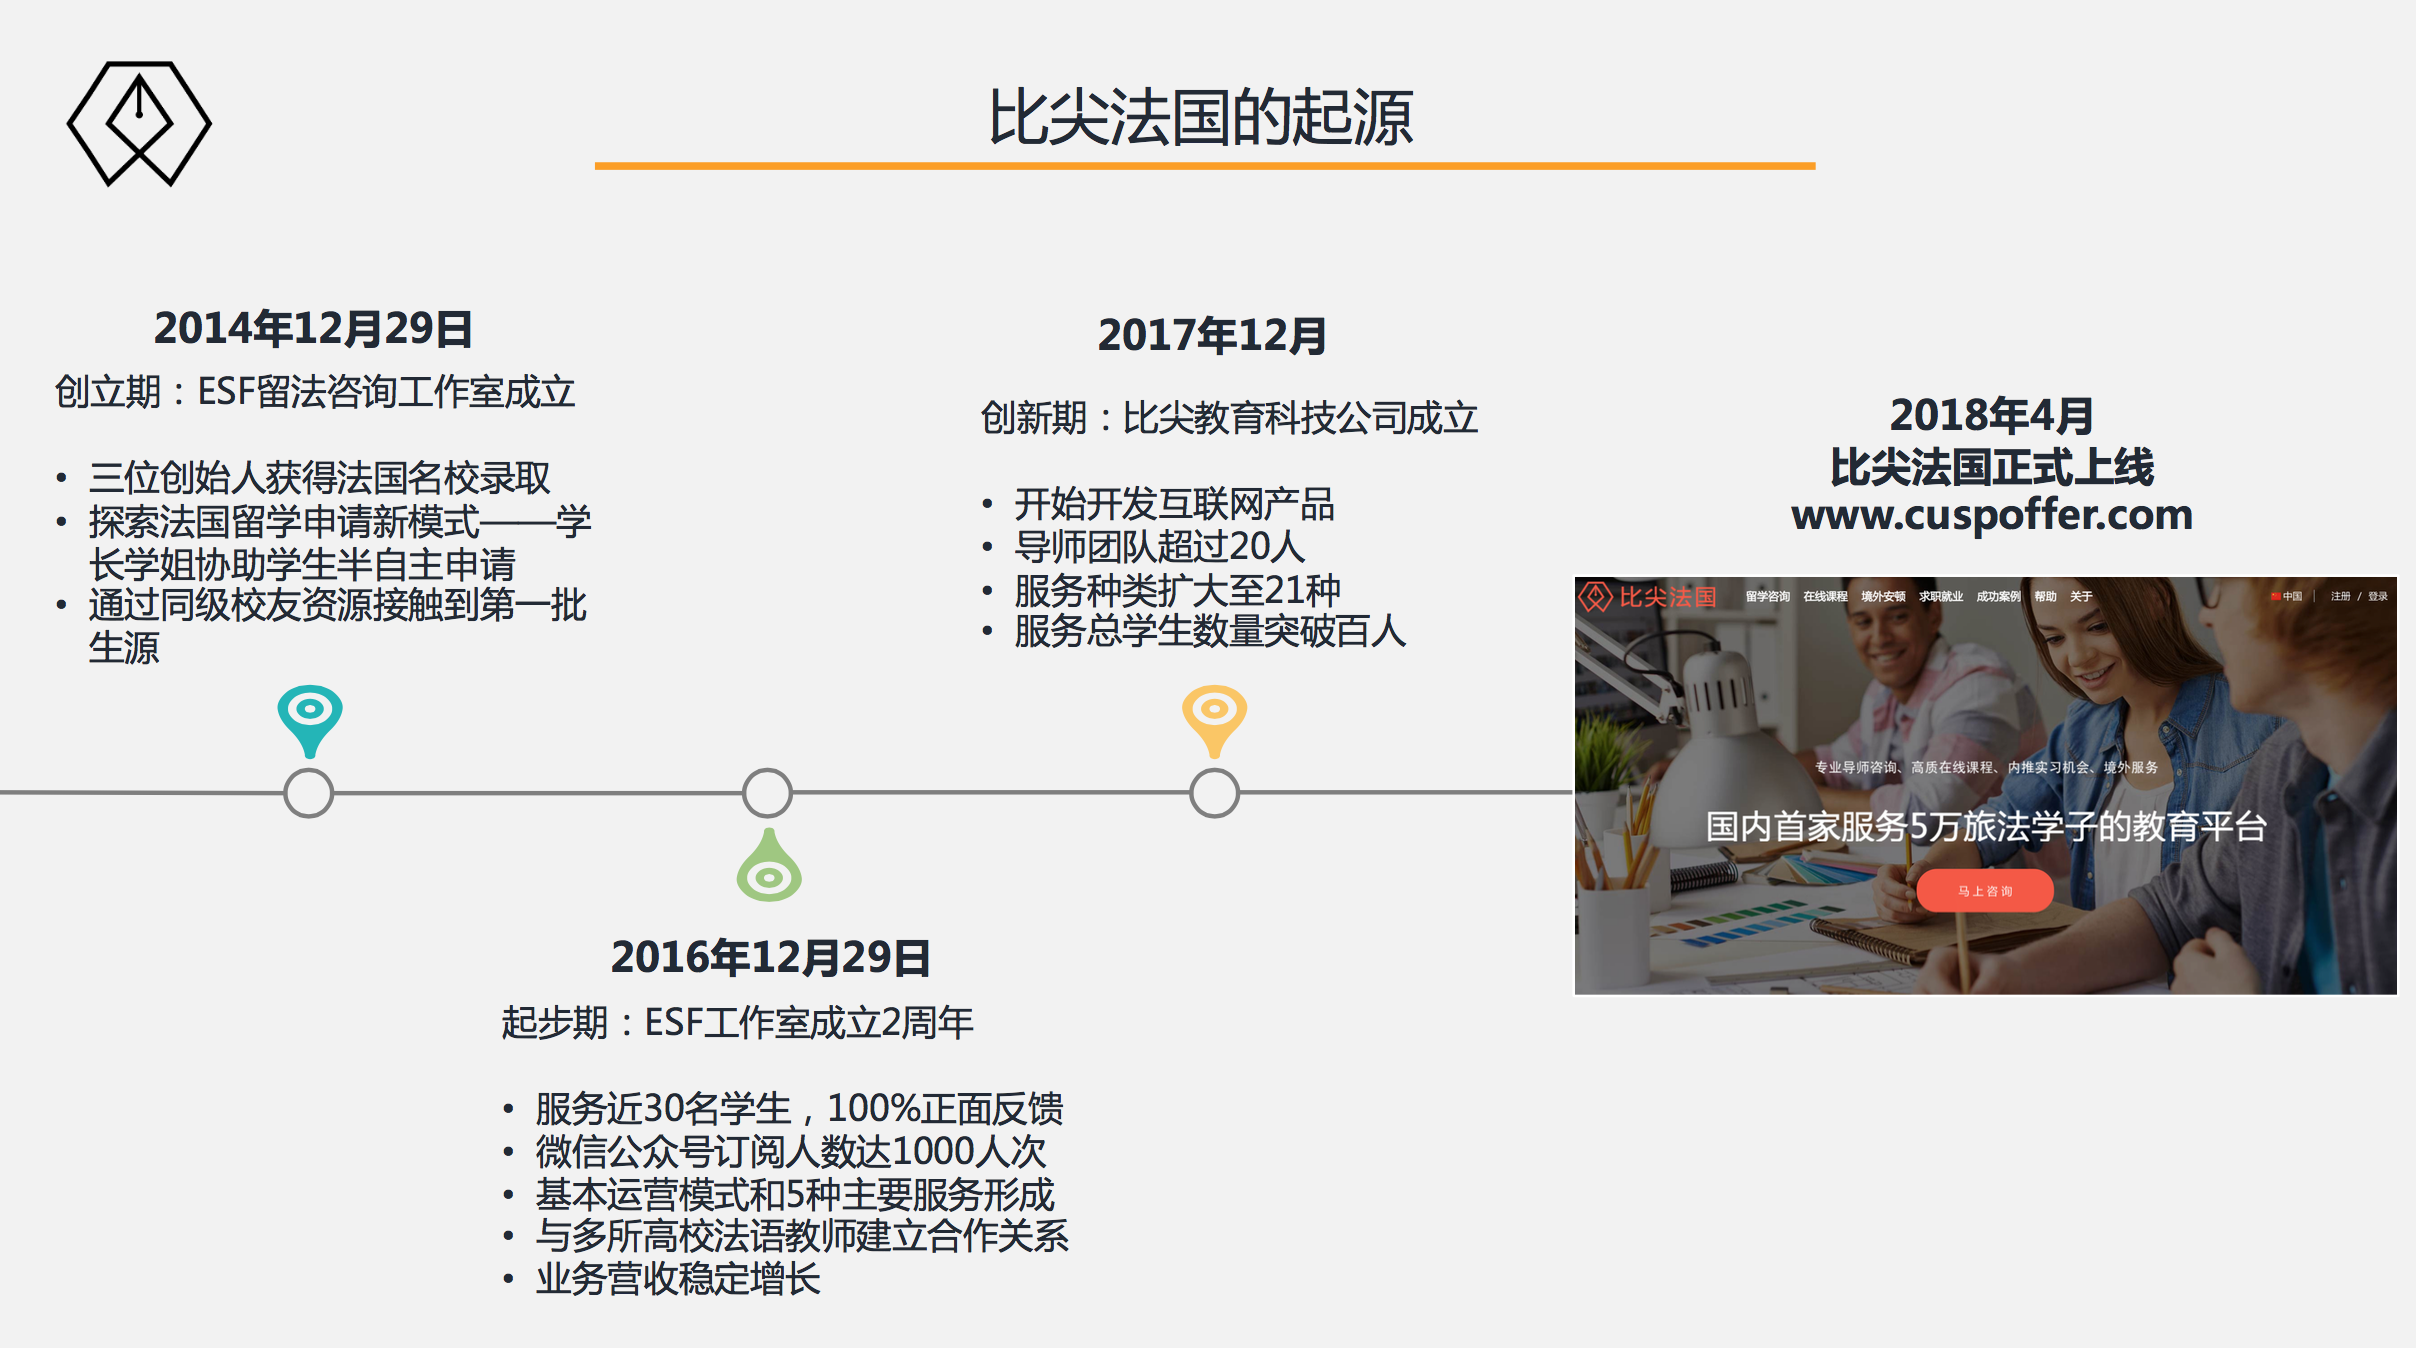 比尖法国的起源
2014年12月29日
创立期：ESF留法咨询工作室成立
• 三位创始人获得法国名校录取
• 探索法国留学申请新模式——学
长学姐协助学生半自主申请
• 通过同级校友资源接触到第一批
生源
2016年12月29日
起步期：ESF工作室成立2周年
• 服务近30名学生，100%正面反馈
• 微信公众号订阅人数达1000人次
• 基本运营模式和5种主要服务形成
• 与多所高校法语教师建立合作关系
• 业务营收稳定增长
2017年12月
创新期：比尖教育科技公司成立
• 开始开发互联网产品
• 导师团队超过20人
• 服务种类扩大至21种
• 服务总学生数量突破百人
2018年4月
比尖法国正式上线
www.cuspoffer.com
比尖法国 留学咨询 在线课程 境外安顿 求职就业 成功案例 帮助 关于 中国 | 注册 / 登录
专业导师咨询、高质在线课程、内推实习机会、境外服务
国内首家服务5万旅法学子的教育平台
马上咨询